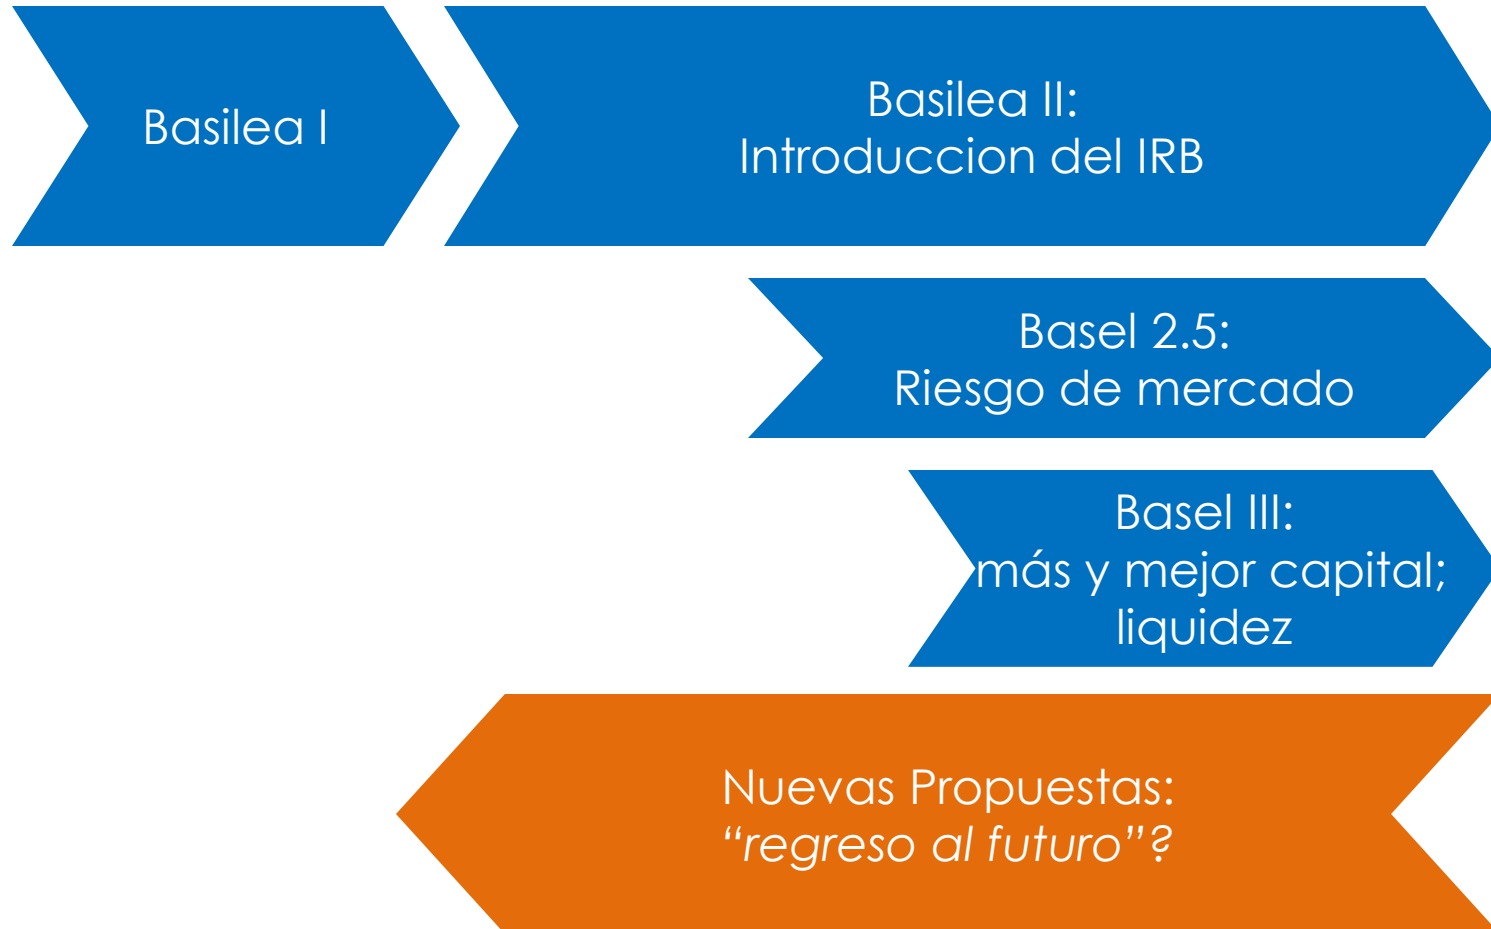 Basilea I
Basilea II:
Introduccion del IRB
Basel 2.5:
Riesgo de mercado
Basel III:
más y mejor capital;
liquidez
Nuevas Propuestas:
“regreso al futuro”?